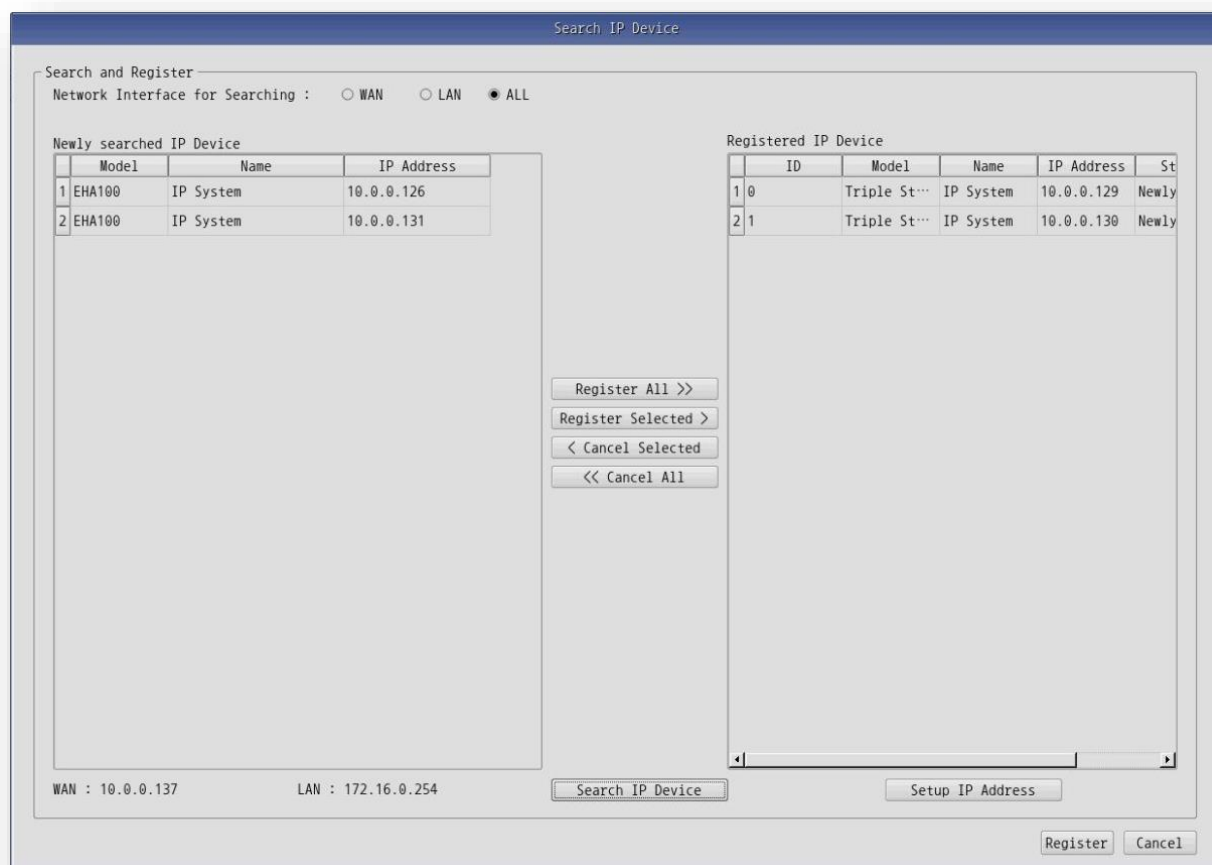 Search IP Device
Search and Register
Network Interface for Searching : WAN LAN ALL
Newly searched IP Device
Model Name IP Address
1 EHA100 IP System 10.0.0.126
2 EHA100 IP System 10.0.0.131
Registered IP Device
ID Model Name IP Address St
1 0 Triple St… IP System 10.0.0.129 Newly
2 1 Triple St… IP System 10.0.0.130 Newly
Register All >>
Register Selected >
< Cancel Selected
<< Cancel All
WAN : 10.0.0.137 LAN : 172.16.0.254 Search IP Device Setup IP Address
Register Cancel